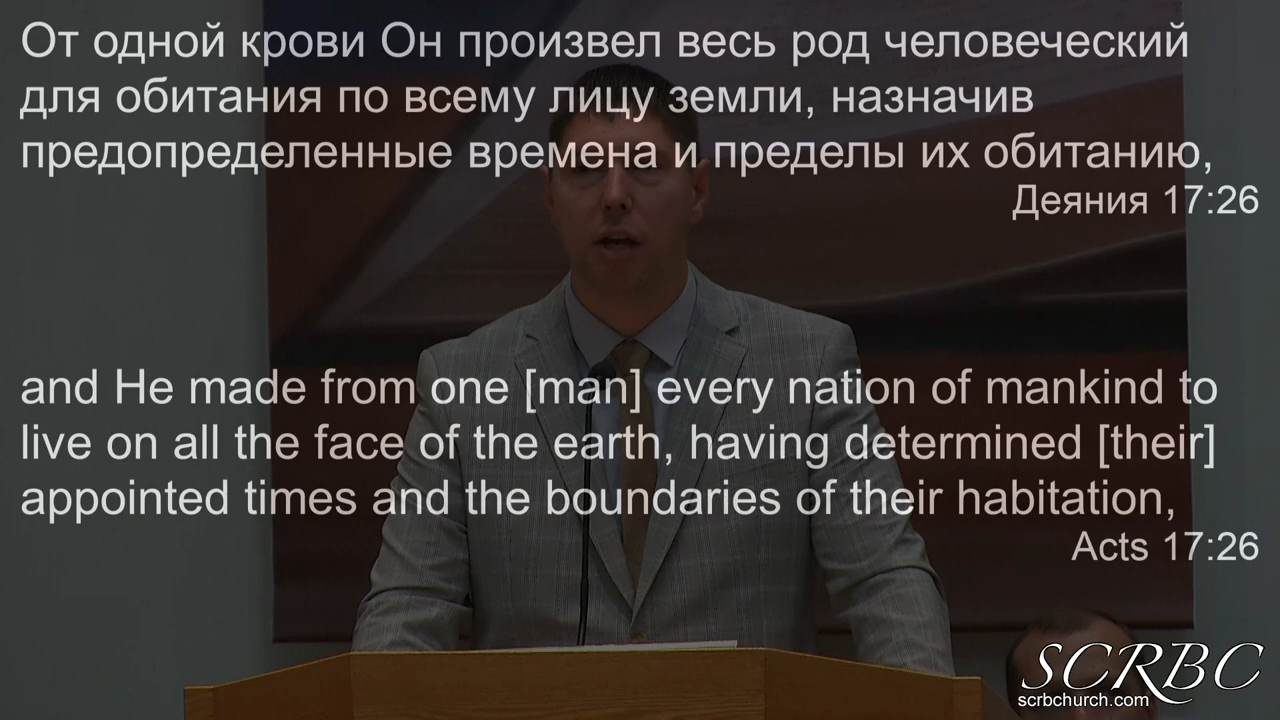 От одной крови Он произвел весь род человеческий
для обитания по всему лицу земли, назначив
предопределенные времена и пределы их обитанию,
Деяния 17:26
and He made from one [man] every nation of mankind to
live on all the face of the earth, having determined [their]
appointed times and the boundaries of their habitation,
Acts 17:26
SCRBC
scrbchurch.com